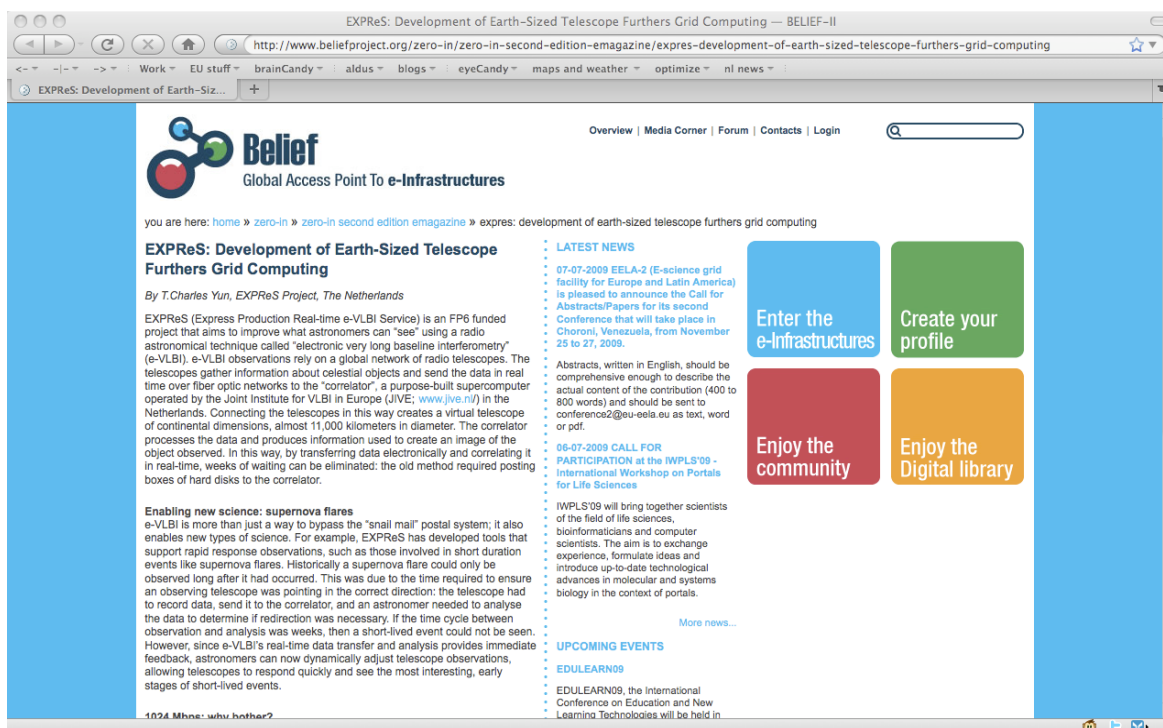 EXPReS: Development of Earth-Sized Telescope Furthers Grid Computing — BELIEF-II
http://www.beliefproject.org/zero-in/zero-in-second-edition-emagazine/expres-development-of-earth-sized-telescope-furthers-grid-computing
<- -|- -> Work EU stuff brainCandy aldus blogs eyeCandy maps and weather optimize nl news
EXPReS: Development of Earth-Siz...
Overview | Media Corner | Forum | Contacts | Login
Belief
Global Access Point To e-Infrastructures
you are here: home » zero-in » zero-in second edition emagazine » expres: development of earth-sized telescope furthers grid computing
EXPReS: Development of Earth-Sized Telescope
Furthers Grid Computing
By T.Charles Yun, EXPReS Project, The Netherlands
EXPReS (Express Production Real-time e-VLBI Service) is an FP6 funded
project that aims to improve what astronomers can “see” using a radio
astronomical technique called “electronic very long baseline interferometry”
(e-VLBI). e-VLBI observations rely on a global network of radio telescopes. The
telescopes gather information about celestial objects and send the data in real
time over fiber optic networks to the “correlator”, a purpose-built supercomputer
operated by the Joint Institute for VLBI in Europe (JIVE; www.jive.nl/) in the
Netherlands. Connecting the telescopes in this way creates a virtual telescope
of continental dimensions, almost 11,000 kilometers in diameter. The correlator
processes the data and produces information used to create an image of the
object observed. In this way, by transferring data electronically and correlating it
in real-time, weeks of waiting can be eliminated: the old method required posting
boxes of hard disks to the correlator.
Enabling new science: supernova flares
e-VLBI is more than just a way to bypass the “snail mail” postal system; it also
enables new types of science. For example, EXPReS has developed tools that
support rapid response observations, such as those involved in short duration
events like supernova flares. Historically a supernova flare could only be
observed long after it had occurred. This was due to the time required to ensure
an observing telescope was pointing in the correct direction: the telescope had
to record data, send it to the correlator, and an astronomer needed to analyse
the data to determine if redirection was necessary. If the time cycle between
observation and analysis was weeks, then a short-lived event could not be seen.
However, since e-VLBI's real-time data transfer and analysis provides immediate
feedback, astronomers can now dynamically adjust telescope observations,
allowing telescopes to respond quickly and see the most interesting, early
stages of short-lived events.
1024 Mbps: why bother?
LATEST NEWS
07-07-2009 EELA-2 (E-science grid
facility for Europe and Latin America)
is pleased to announce the Call for
Abstracts/Papers for its second
Conference that will take place in
Choroni, Venezuela, from November
25 to 27, 2009.
Abstracts, written in English, should be
comprehensive enough to describe the
actual content of the contribution (400 to
800 words) and should be sent to
conference2@eu-eela.eu as text, word
or pdf.
06-07-2009 CALL FOR
PARTICIPATION at the IWPLS'09 -
International Workshop on Portals
for Life Sciences
IWPLS'09 will bring together scientists
of the field of life sciences,
bioinformaticians and computer
scientists. The aim is to exchange
experience, formulate ideas and
introduce up-to-date technological
advances in molecular and systems
biology in the context of portals.
More news...
UPCOMING EVENTS
EDULEARN09
EDULEARN09, the International
Conference on Education and New
Learning Technologies will be held in
Enter the
e-Infrastructures
Create your
profile
Enjoy the
community
Enjoy the
Digital library